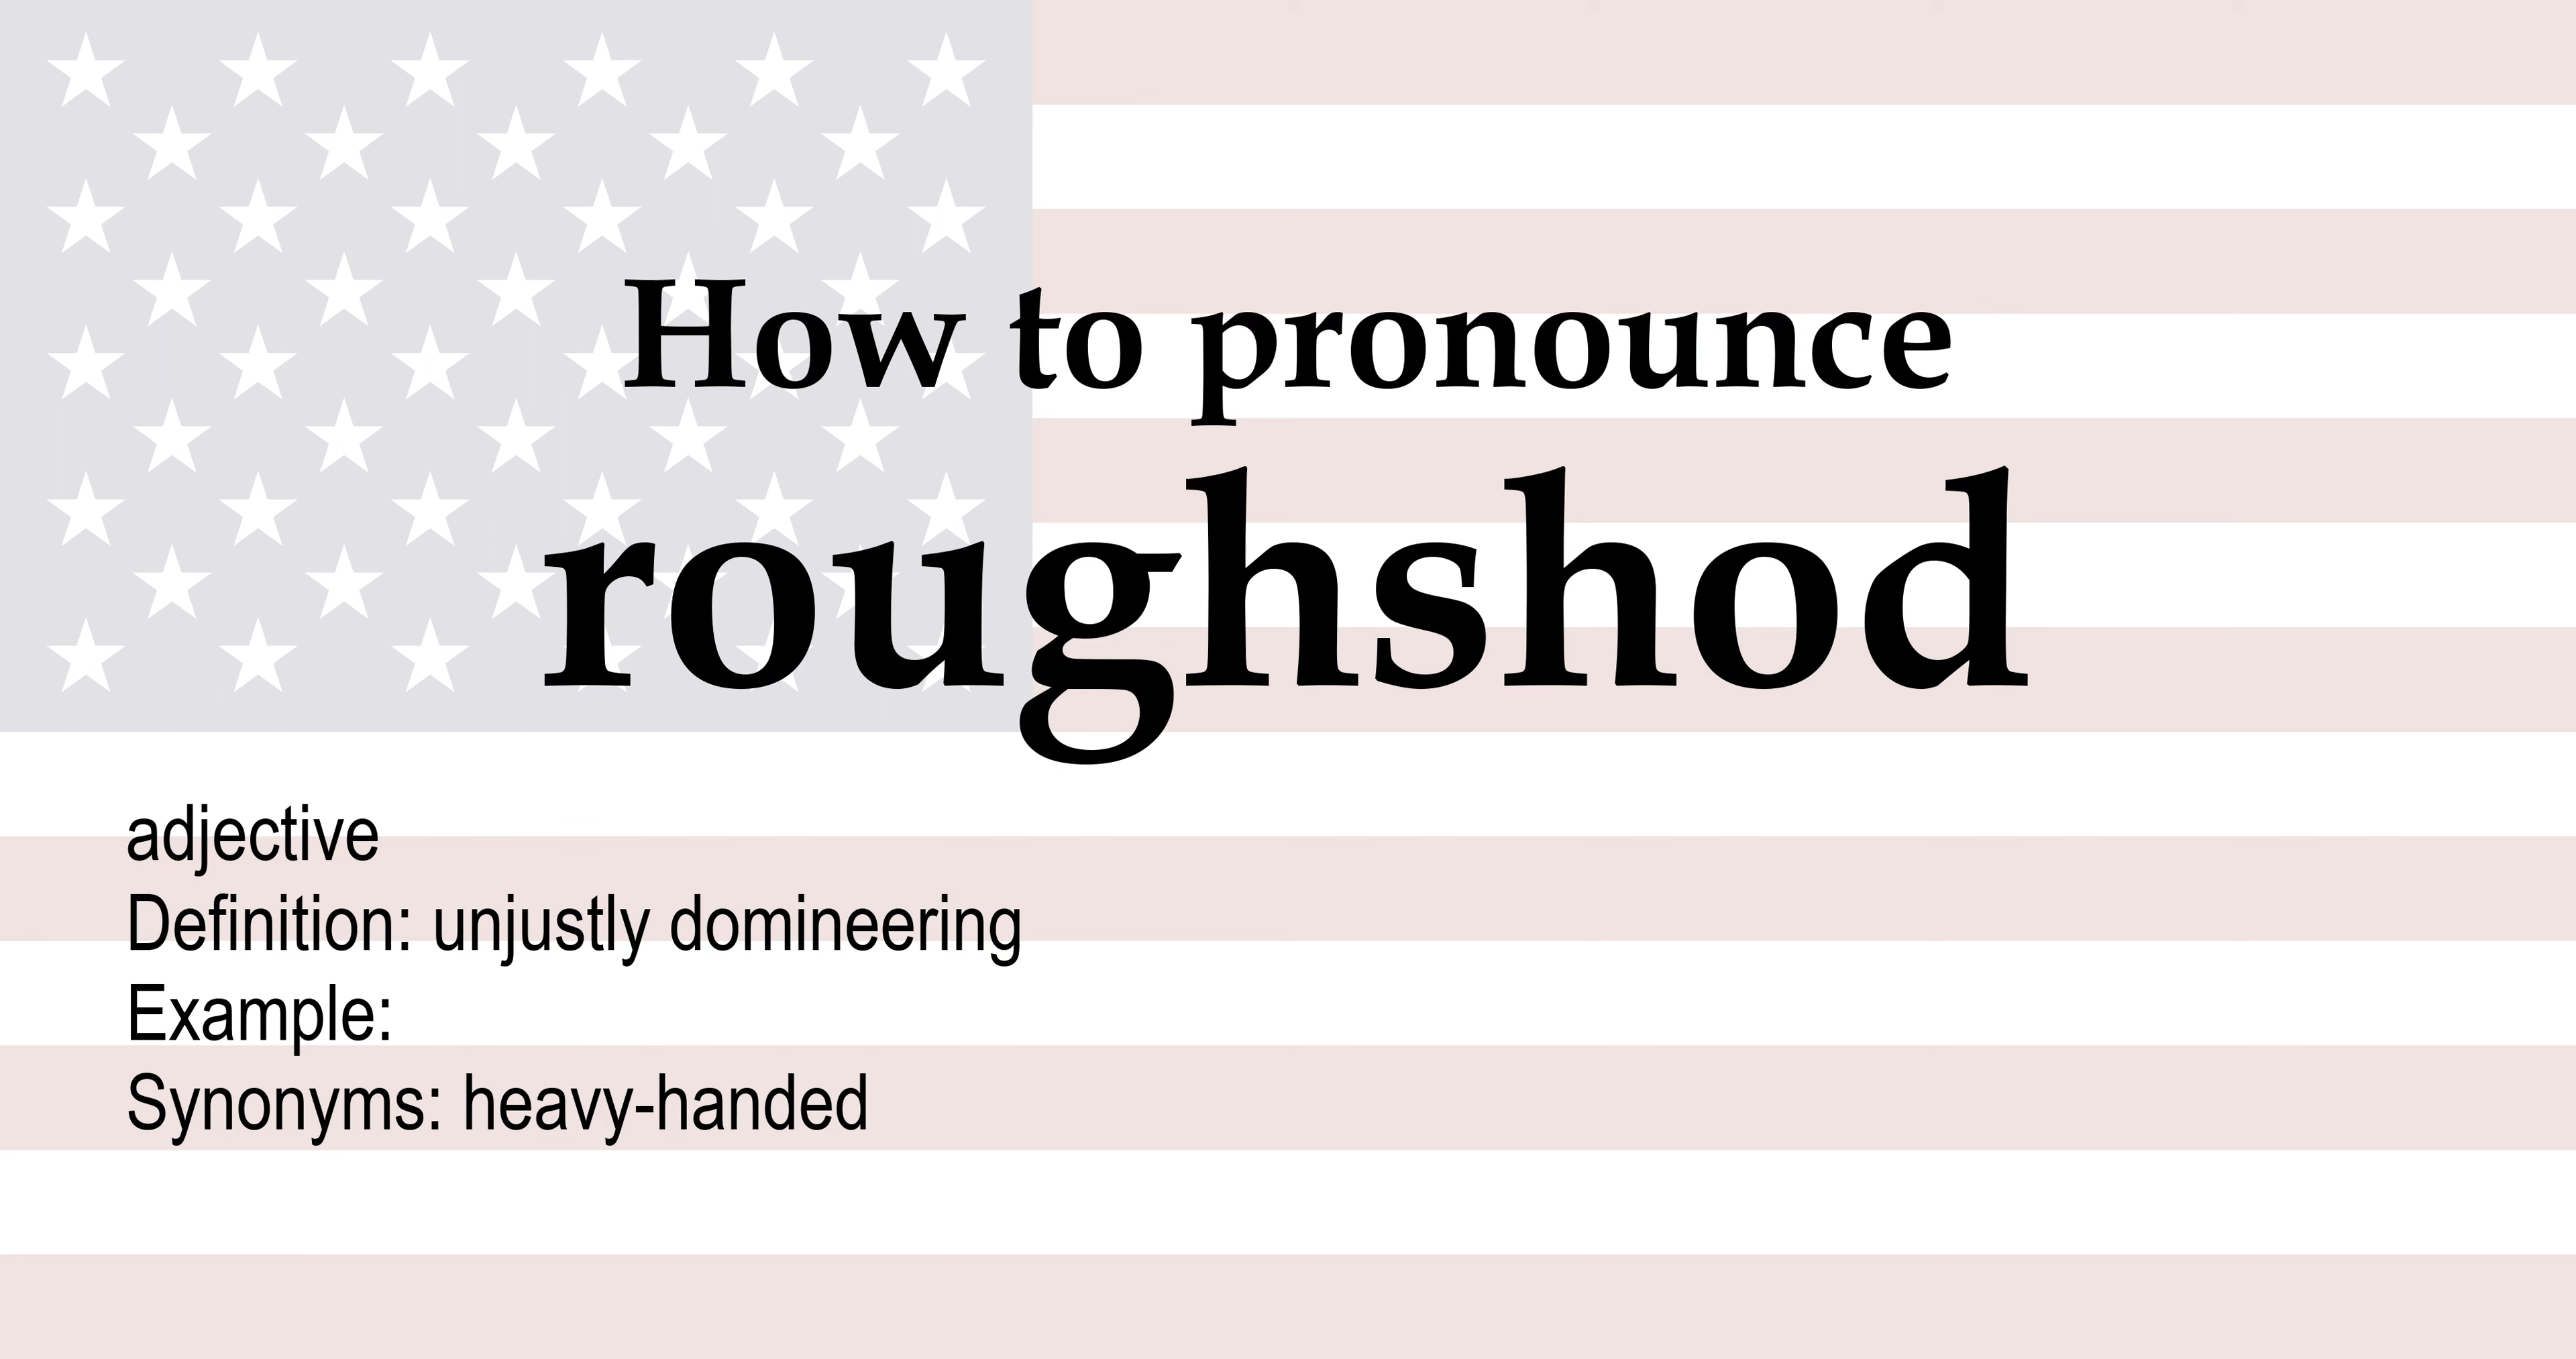 How to pronounce
roughshod
adjective
Definition: unjustly domineering
Example:
Synonyms: heavy-handed